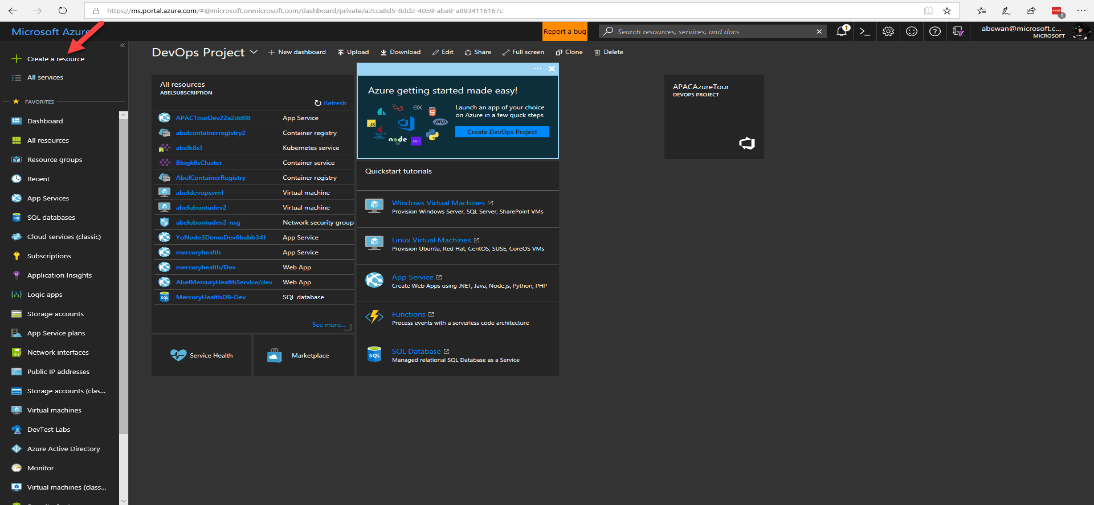 https://ms.portal.azure.com/#@microsoft.onmicrosoft.com/dashboard/private/
Microsoft Azure
Report a bug
Search resources, services, and docs
1
abewan@microsoft.c...
MICROSOFT
Create a resource
All services
FAVORITES
Dashboard
All resources
Resource groups
Recent
App Services
SQL databases
Cloud services (classic)
Subscriptions
Application Insights
Logic apps
Storage accounts
App Service plans
Network interfaces
Public IP addresses
Storage accounts (clas...
Virtual machines
DevTest Labs
Azure Active Directory
Monitor
Virtual machines (class...
DevOps Project
New dashboard
Upload
Download
Edit
Share
Full screen
Clone
Delete
All resources
ABELSUBSCRIPTION
Refresh
APACTourDev22a2dd08 App Service
abdcontainerregistry2 Container registry
abdk8s1 Kubernetes service
Blogk8sCluster Container service
AbelContainerRegistry Container registry
abddevopsvm1 Virtual machine
abdubuntudev2 Virtual machine
abdubuntudev2-nsg Network security group
YoNode3DemoDev6babb341 App Service
mercuryhealth App Service
mercuryhealth/Dev Web App
AbelMercuryHealthService/dev Web App
MercuryHealthDB-Dev SQL database
See more...
Service Health
Marketplace
Azure getting started made easy!
Launch an app of your choice
on Azure in a few quick steps
Create DevOps Project
node
Quickstart tutorials
Windows Virtual Machines
Provision Windows Server, SQL Server, SharePoint VMs
Linux Virtual Machines
Provision Ubuntu, Red Hat, CentOS, SUSE, CoreOS VMs
App Service
Create Web Apps using .NET, Java, Node.js, Python, PHP
Functions
Process events with a serverless code architecture
SQL
SQL Database
Managed relational SQL Database as a Service
APACAzureTour
DEVOPS PROJECT